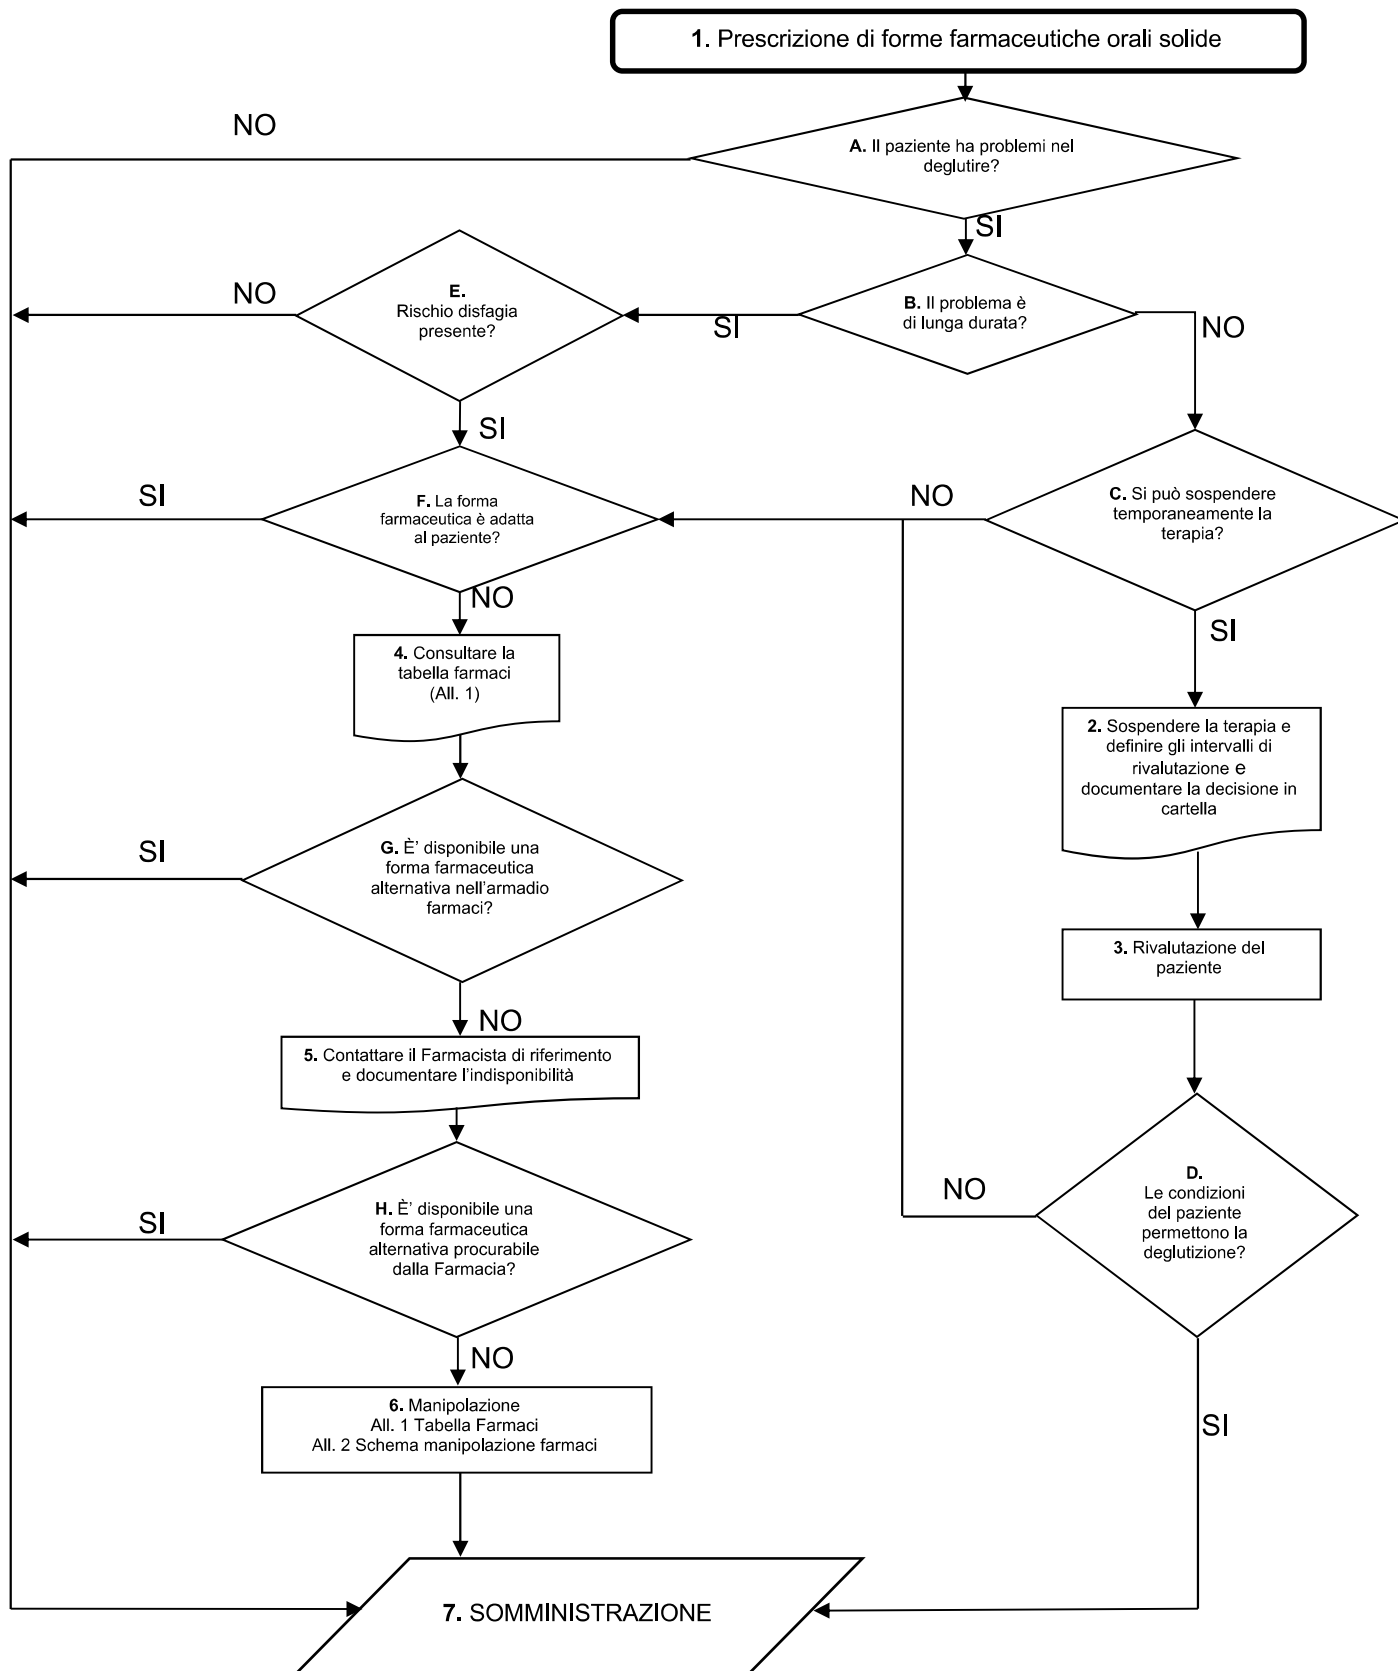 1. Prescrizione di forme farmaceutiche orali solide
NO
A. Il paziente ha problemi nel
deglutire?
SI
E.
Rischio disfagia
presente?
NO
B. Il problema è
di lunga durata?
SI
NO
SI
F. La forma
farmaceutica è adatta
al paziente?
SI
NO
C. Si può sospendere
temporaneamente la
terapia?
NO
SI
4. Consultare la
tabella farmaci
(All. 1)
2. Sospendere la terapia e
definire gli intervalli di
rivalutazione e
documentare la decisione in
cartella
G. È’ disponibile una
forma farmaceutica
alternativa nell’armadio
farmaci?
SI
3. Rivalutazione del
paziente
NO
5. Contattare il Farmacista di riferimento
e documentare l’indisponibilità
D.
Le condizioni
del paziente
permettono la
deglutizione?
NO
H. È’ disponibile una
forma farmaceutica
alternativa procurabile
dalla Farmacia?
SI
NO
6. Manipolazione
All. 1 Tabella Farmaci
All. 2 Schema manipolazione farmaci
SI
7. SOMMINISTRAZIONE